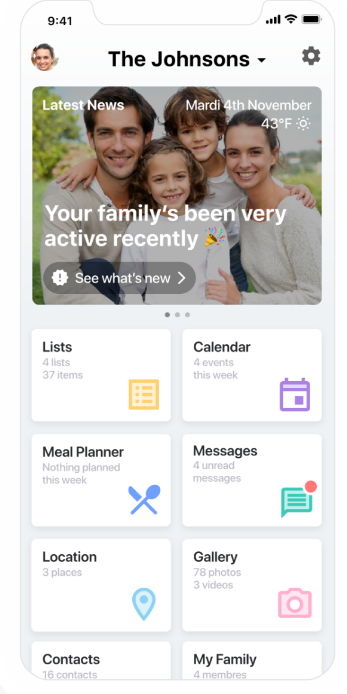 9:41
The Johnsons
Latest News
Mardi 4th November
43°F
Your family's been very
active recently 🎉
See what's new
Lists
4 lists
37 items
Calendar
4 events
this week
Meal Planner
Nothing planned
this week
Messages
4 unread
messages
Location
3 places
Gallery
78 photos
3 videos
Contacts
16 contacts
My Family
4 membres